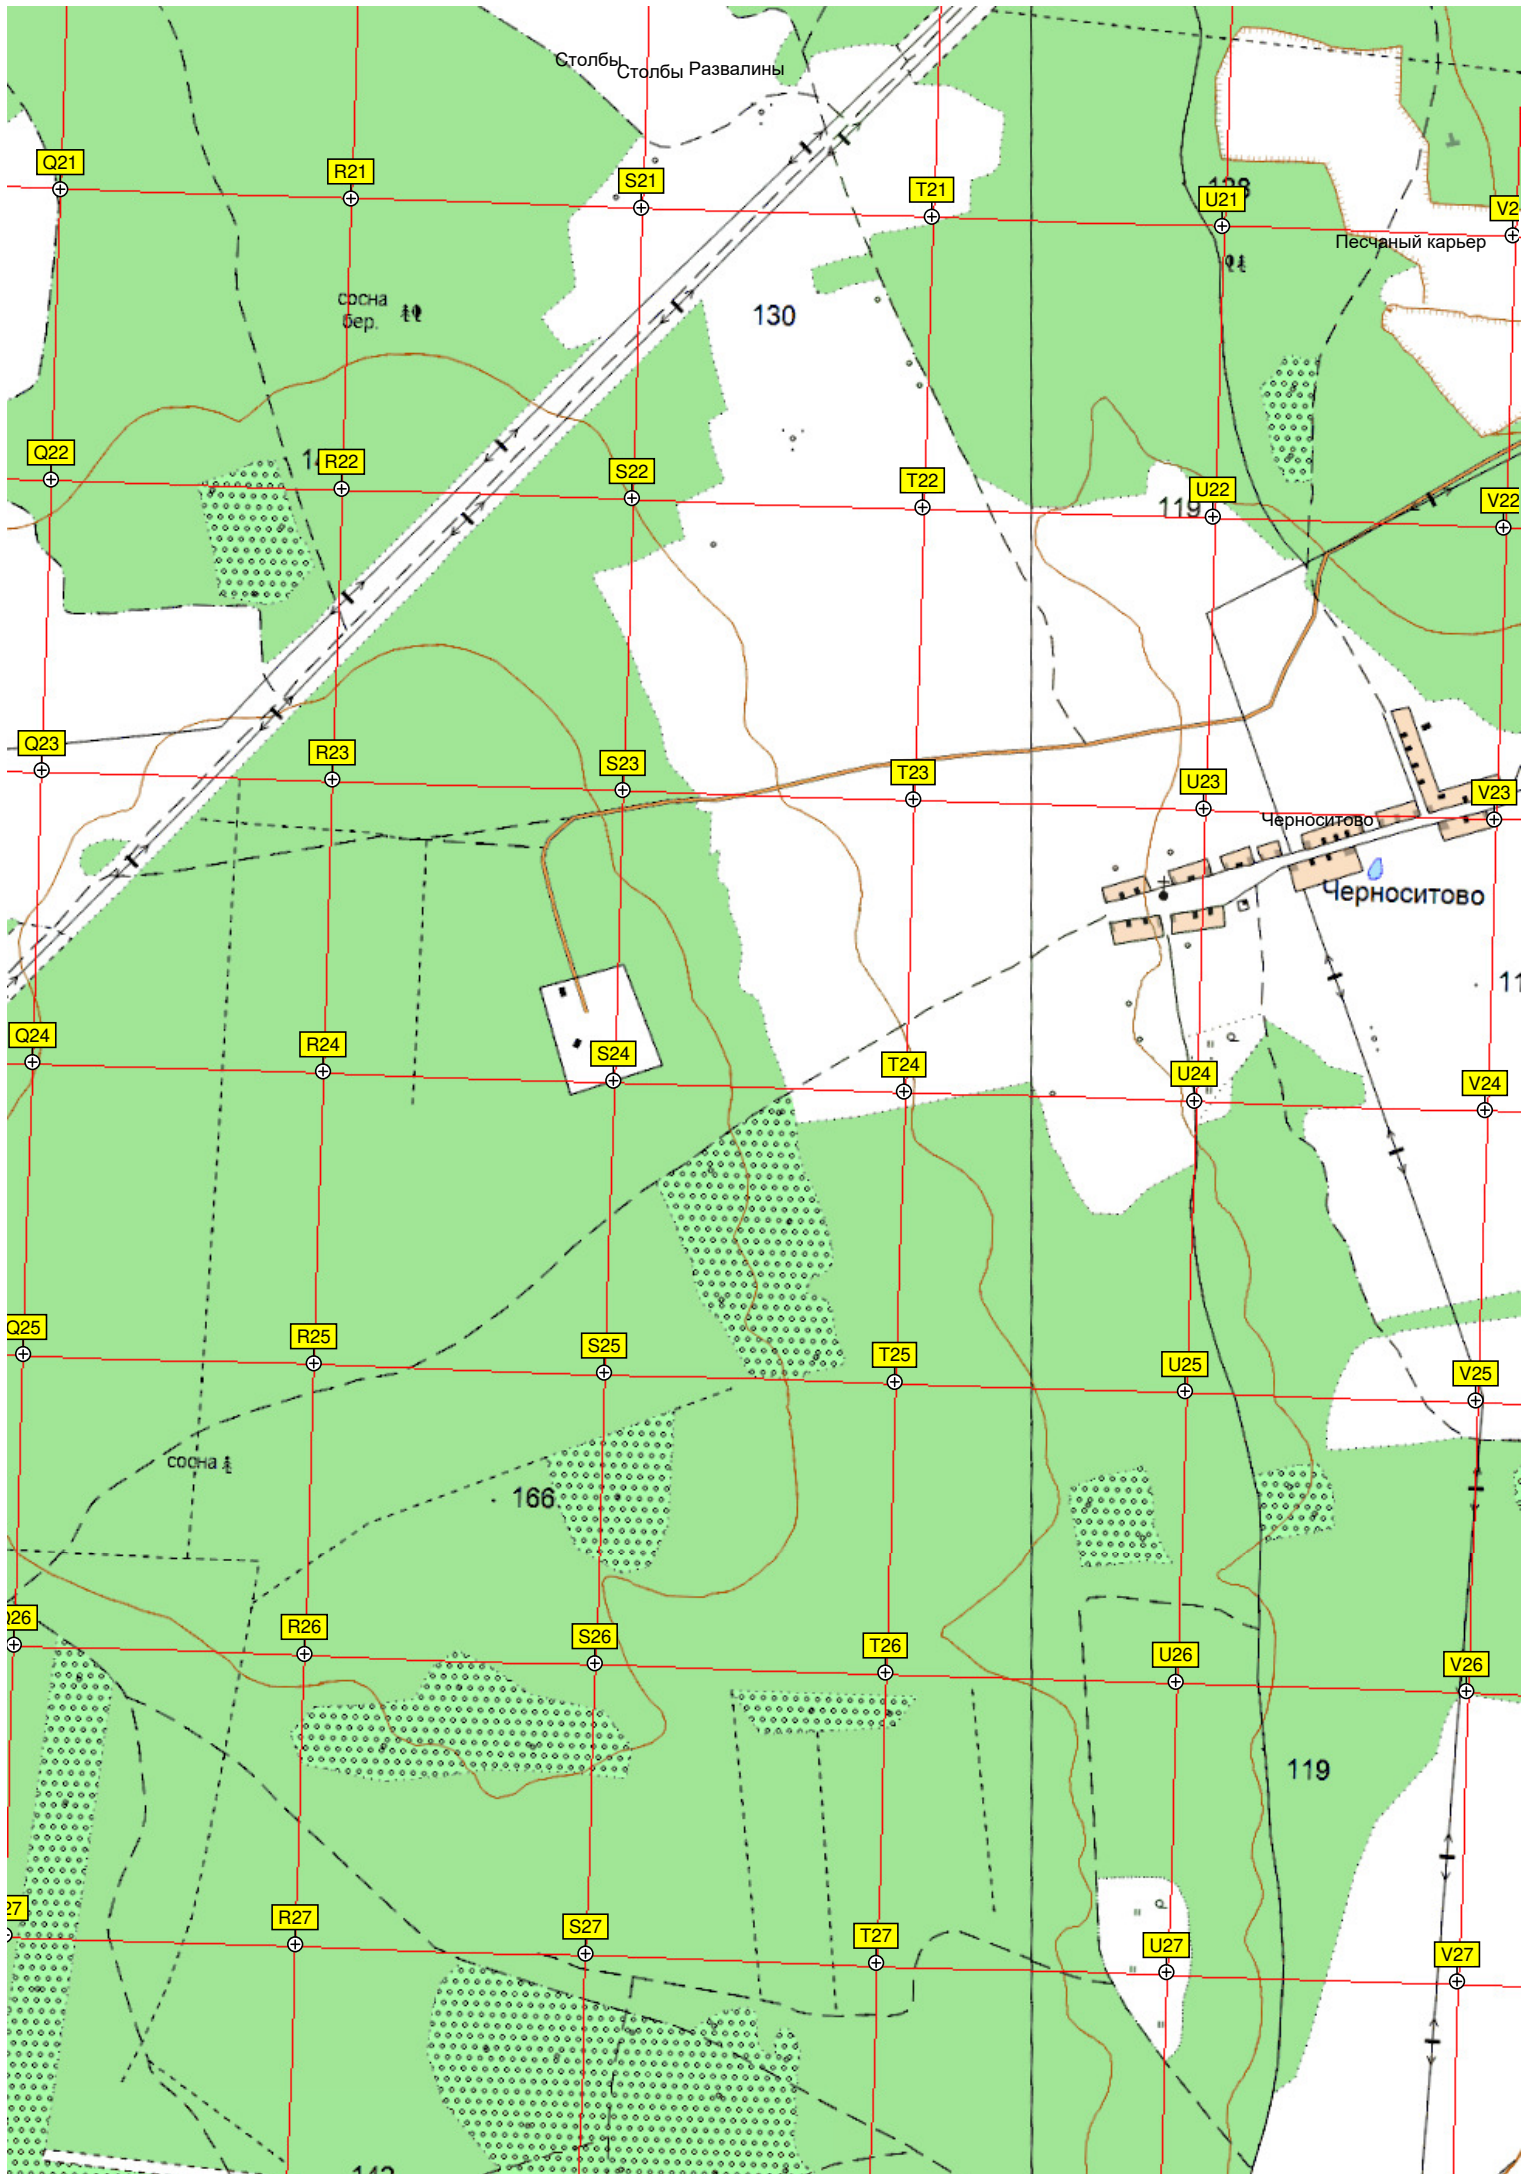 Столбы
Столбы Развалины
Q21
R21
S21
T21
U21
Песчаный карьер
сосна
бер.
130
Q22
R22
S22
T22
119
U22
V22
Q23
R23
S23
T23
U23
V23
Черноситово
Черноситово
Q24
R24
S24
T24
U24
V24
Q25
R25
S25
T25
U25
V25
сосна
166
R26
S26
T26
U26
V26
119
R27
S27
T27
U27
V27